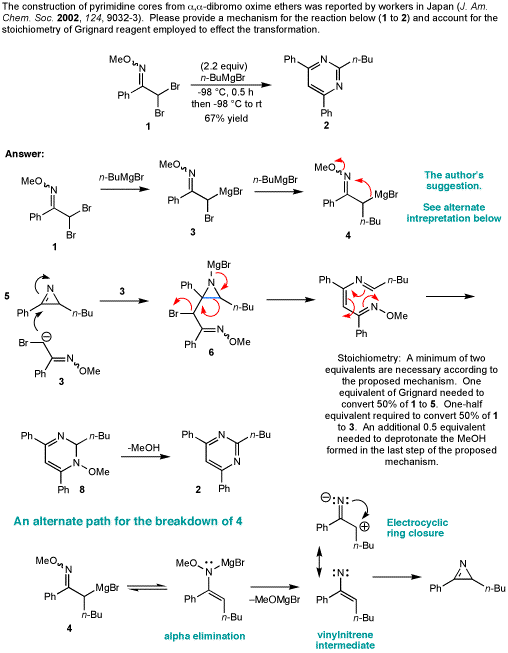 The construction of pyrimidine cores from α,α-dibromo oxime ethers was reported by workers in Japan (J. Am.
Chem. Soc. 2002, 124, 9032-3). Please provide a mechanism for the reaction below (1 to 2) and account for the
stoichiometry of Grignard reagent employed to effect the transformation.
MeO
N
Ph
Br
Br
1
(2.2 equiv)
n-BuMgBr
-98 °C, 0.5 h
then -98 °C to rt
67% yield
Ph
N
n-Bu
N
Ph
2
Answer:
MeO
N
Ph
Br
Br
1
n-BuMgBr
MeO
N
Ph
MgBr
Br
3
n-BuMgBr
MeO
N
Ph
MgBr
n-Bu
4
The author's
suggestion.
See alternate
intrepretation below
5
N
Ph
n-Bu
Br
N
OMe
Ph
3
3
MgBr
N
Ph
n-Bu
Br
N
OMe
Ph
6
Ph
N
n-Bu
N
OMe
Ph
Stoichiometry: A minimum of two
equivalents are necessary according to
the proposed mechanism. One
equivalent of Grignard needed to
convert 50% of 1 to 5. One-half
equivalent required to convert 50% of 1
to 3. An additional 0.5 equivalent
needed to deprotonate the MeOH
formed in the last step of the proposed
mechanism.
Ph
N
n-Bu
N
OMe
Ph
8
-MeOH
Ph
N
n-Bu
N
Ph
2
An alternate path for the breakdown of 4
N
Ph
n-Bu
Electrocyclic
ring closure
MeO
N
Ph
MgBr
n-Bu
4
MeO
N
MgBr
Ph
n-Bu
alpha elimination
–MeOMgBr
N
Ph
n-Bu
vinylnitrene
intermediate
N
Ph
n-Bu